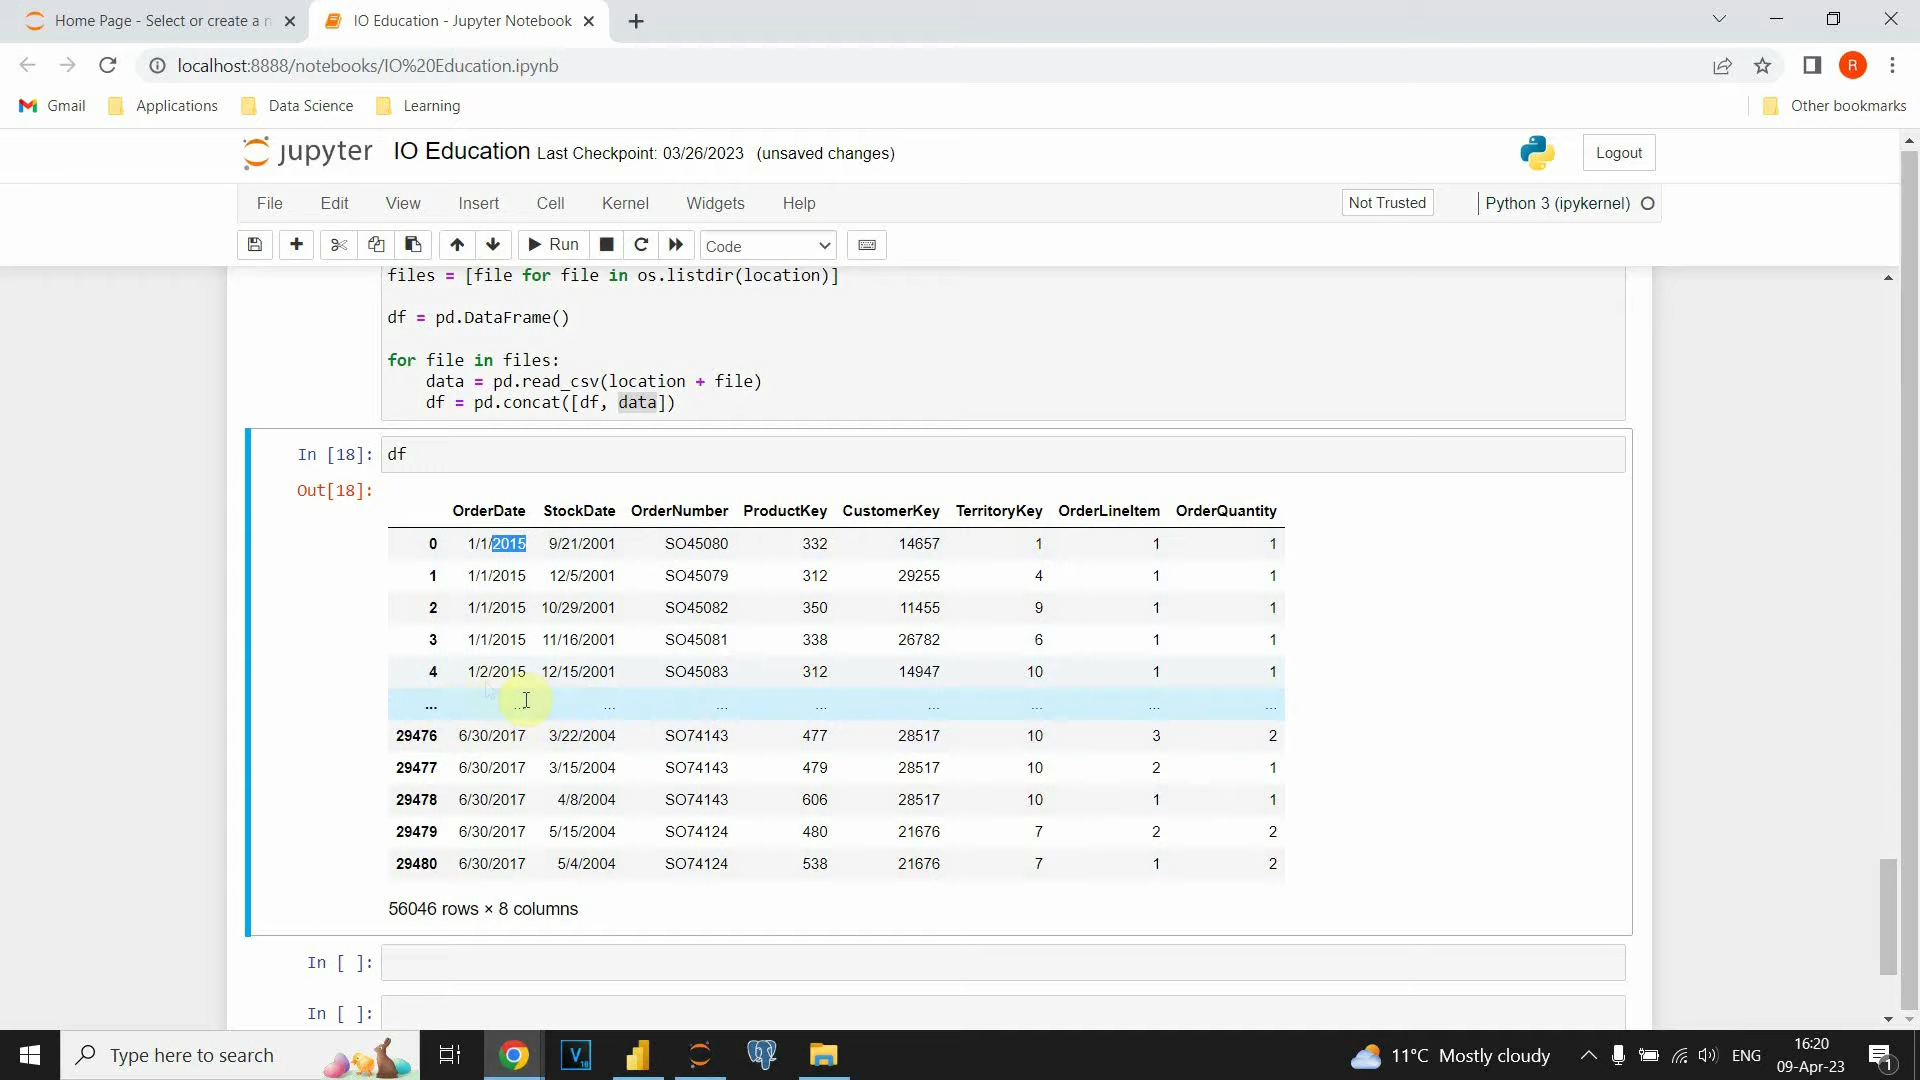 Home Page - Select or create a n
IO Education - Jupyter Notebook
localhost:8888/notebooks/IO%20Education.ipynb
R
Gmail Applications Data Science Learning Other bookmarks
jupyter IO Education Last Checkpoint: 03/26/2023 (unsaved changes) Logout
File Edit View Insert Cell Kernel Widgets Help Not Trusted Python 3 (ipykernel)
Run Code
files = [file for file in os.listdir(location)]
df = pd.DataFrame()
for file in files:
data = pd.read_csv(location + file)
df = pd.concat([df, data])
In [18]: df
Out[18]:
OrderDate StockDate OrderNumber ProductKey CustomerKey TerritoryKey OrderLineItem OrderQuantity
0 1/1/2015 9/21/2001 SO45080 332 14657 1 1 1
1 1/1/2015 12/5/2001 SO45079 312 29255 4 1 1
2 1/1/2015 10/29/2001 SO45082 350 11455 9 1 1
3 1/1/2015 11/16/2001 SO45081 338 26782 6 1 1
4 1/2/2015 12/15/2001 SO45083 312 14947 10 1 1
... ... ... ... ... ... ... ... ...
29476 6/30/2017 3/22/2004 SO74143 477 28517 10 3 2
29477 6/30/2017 3/15/2004 SO74143 479 28517 10 2 1
29478 6/30/2017 4/8/2004 SO74143 606 28517 10 1 1
29479 6/30/2017 5/15/2004 SO74124 480 21676 7 2 2
29480 6/30/2017 5/4/2004 SO74124 538 21676 7 1 2
56046 rows × 8 columns
In [ ]:
In [ ]:
Type here to search
V
11°C Mostly cloudy
ENG
16:20
09-Apr-23
1